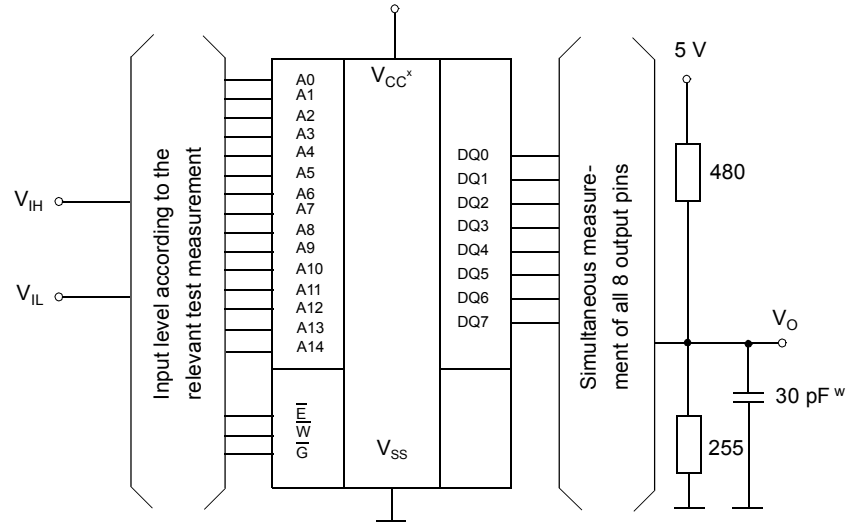 5 V
V_CC^x
A0
A1
A2
A3
A4
A5
A6
A7
A8
A9
A10
A11
A12
A13
A14
E̅
W̅
G̅
DQ0
DQ1
DQ2
DQ3
DQ4
DQ5
DQ6
DQ7
V_SS
V_IH
V_IL
Input level according to the
relevant test measurement
Simultaneous measure-
ment of all 8 output pins
480
V_O
30 pF ^w
255